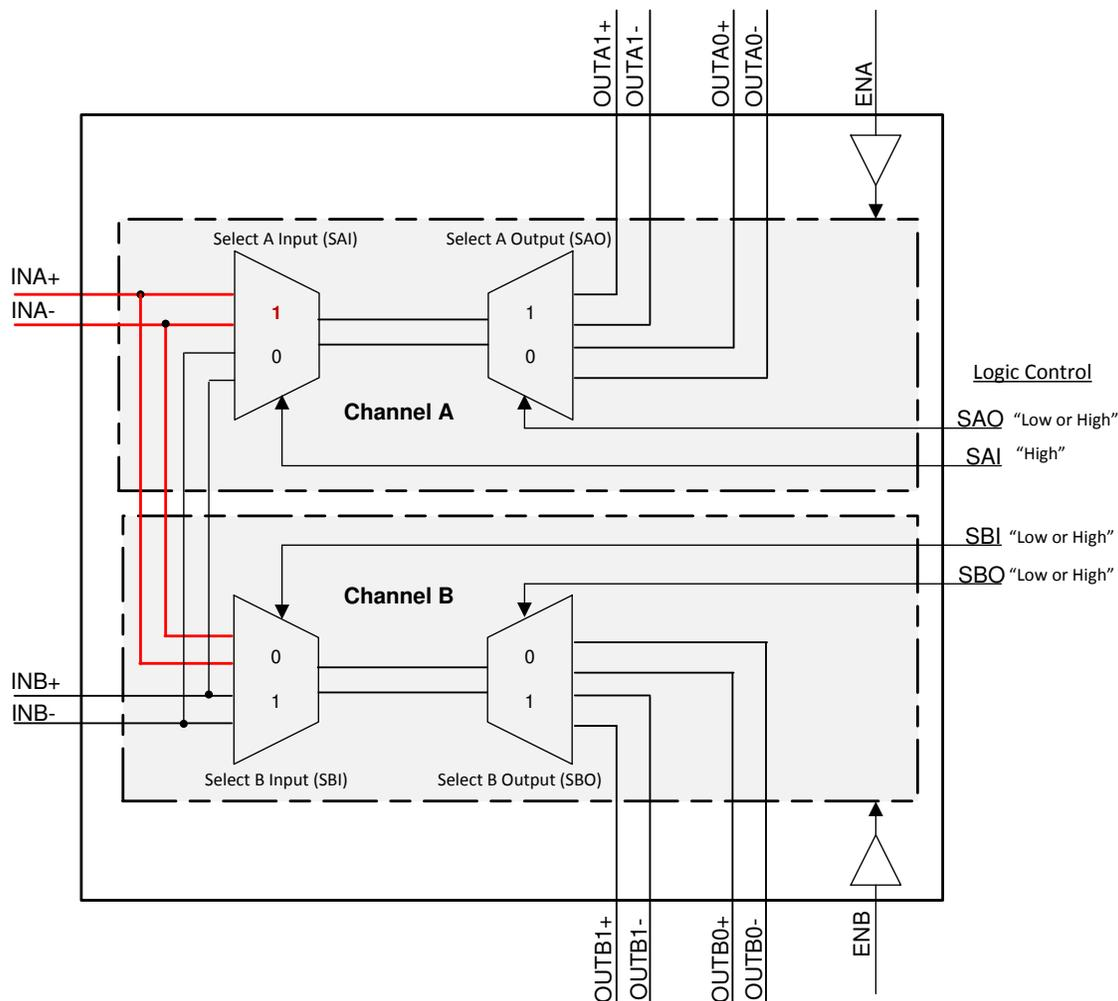 OUTA1+
OUTA1-
OUTA0+
OUTA0-
ENA
Select A Input (SAI)
Select A Output (SAO)
INA+
INA-
1
0
1
0
Channel A
Logic Control
SAO “Low or High”
SAI “High”
SBI “Low or High”
SBO “Low or High”
Channel B
0
1
0
1
INB+
INB-
Select B Input (SBI)
Select B Output (SBO)
OUTB1+
OUTB1-
OUTB0+
OUTB0-
ENB